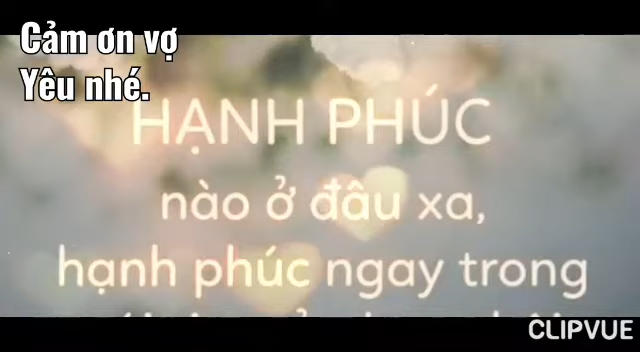 Cảm ơn vợ
Yêu nhé.
HẠNH PHÚC
nào ở đâu xa,
hạnh phúc ngay trong
CLIPVUE